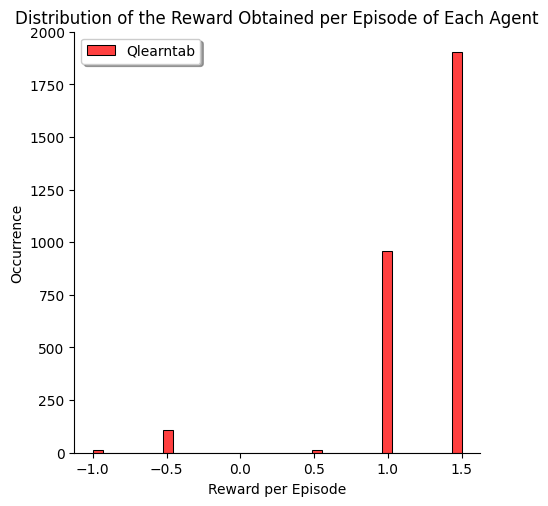 Distribution of the Reward Obtained per Episode of Each Agent
Qlearntab
Occurrence
2000
1750
1500
1250
1000
750
500
250
0
−1.0 −0.5 0.0 0.5 1.0 1.5
Reward per Episode